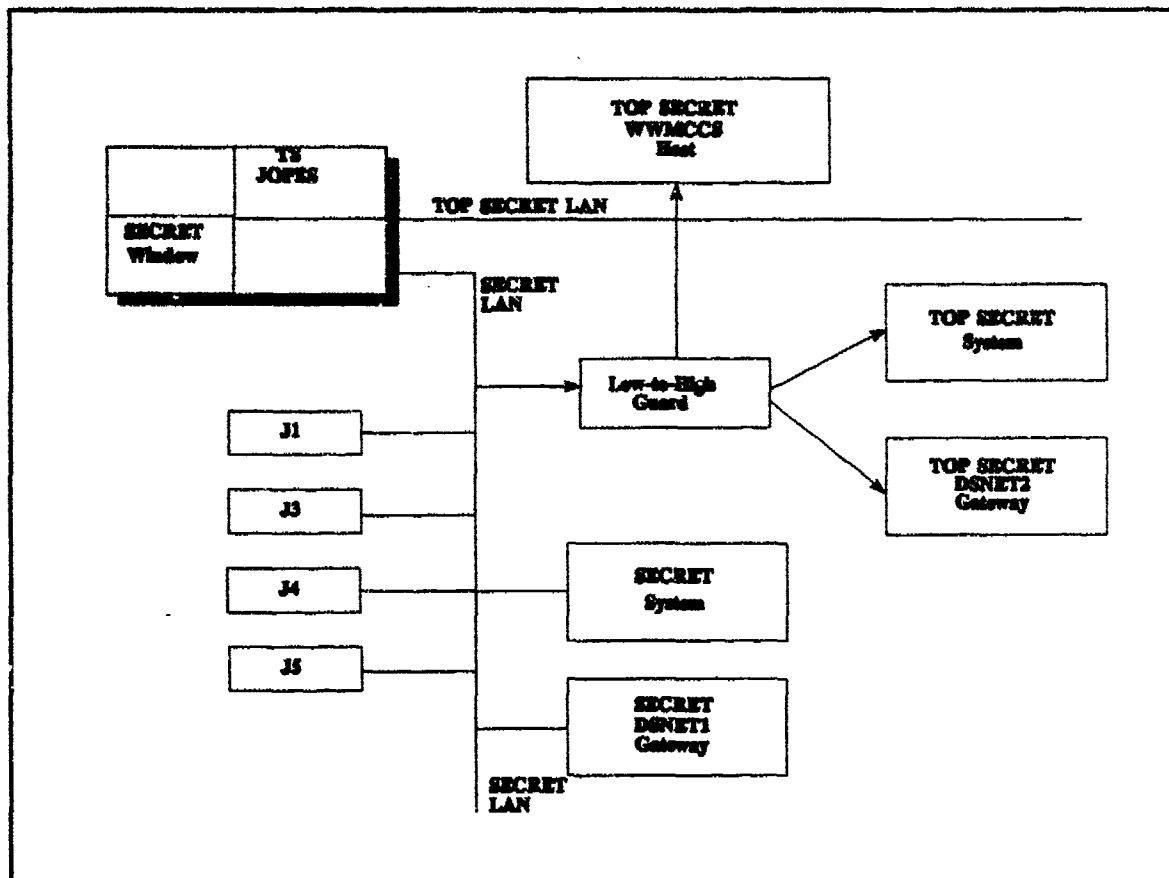 TOP SECRET
WWMCCS
Host
TS
JOPES
TOP SECRET LAN
SECRET
Window
SECRET
LAN
TOP SECRET
System
Low-to-High
Guard
J1
TOP SECRET
DSNET2
Gateway
J3
SECRET
System
J4
J5
SECRET
DSNET1
Gateway
SECRET
LAN